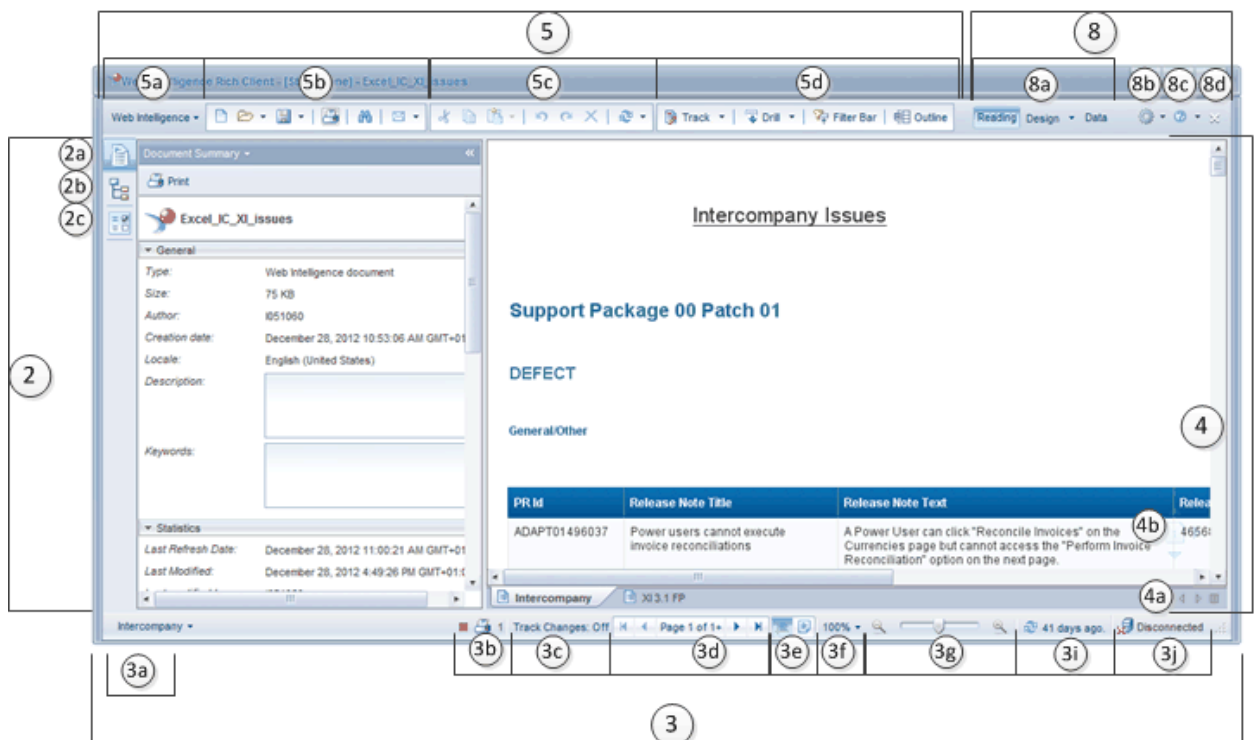 5
8
5a
5b
5c
5d
8a
8b
8c
8d
Web Intelligence Rich Client - [Standalone] - Excel_IC_XI_issues
Web Intelligence
Track
Drill
Filter Bar
Outline
Reading
Design
Data
2a
2b
2c
2
Document Summary
Print
Excel_IC_XI_issues
General
Type:
Web Intelligence document
Size:
75 KB
Author:
I051060
Creation date:
December 28, 2012 10:53:06 AM GMT+01
Locale:
English (United States)
Description:
Keywords:
Statistics
Last Refresh Date:
December 28, 2012 11:00:21 AM GMT+01
Last Modified:
December 28, 2012 4:49:26 PM GMT+01:0
Intercompany Issues
Support Package 00 Patch 01
DEFECT
General/Other
4
PR Id
Release Note Title
Release Note Text
Relea
ADAPT01496037
Power users cannot execute
invoice reconciliations
A Power User can click "Reconcile Invoices" on the
Currencies page but cannot access the "Perform Invoice
Reconciliation" option on the next page.
4b
4656
Intercompany
XI 3.1 FP
4a
Intercompany
1
Track Changes: Off
Page 1 of 1+
100%
41 days ago.
Disconnected
3a
3b
3c
3d
3e
3f
3g
3i
3j
3